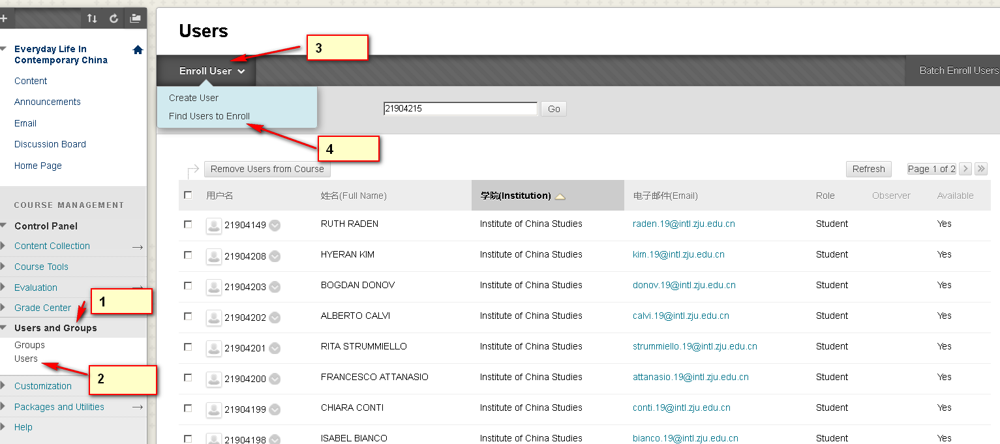 Everyday Life In
Contemporary China
Content
Announcements
Email
Discussion Board
Home Page
COURSE MANAGEMENT
Control Panel
Content Collection
Course Tools
Evaluation
1
Grade Center
Users and Groups
Groups
Users
2
Customization
Packages and Utilities
Help
Users
3
Enroll User
Batch Enroll Users
Create User
Find Users to Enroll
21904215
Go
4
Remove Users from Course
Refresh
Page 1 of 2
用户名 姓名(Full Name) 学院(Institution) 电子邮件(Email) Role Observer Available
21904149 RUTH RADEN Institute of China Studies raden.19@intl.zju.edu.cn Student Yes
21904208 HYERAN KIM Institute of China Studies kim.19@intl.zju.edu.cn Student Yes
21904203 BOGDAN DONOV Institute of China Studies donov.19@intl.zju.edu.cn Student Yes
21904202 ALBERTO CALVI Institute of China Studies calvi.19@intl.zju.edu.cn Student Yes
21904201 RITA STRUMMIELLO Institute of China Studies strummiello.19@intl.zju.edu.cn Student Yes
21904200 FRANCESCO ATTANASIO Institute of China Studies attanasio.19@intl.zju.edu.cn Student Yes
21904199 CHIARA CONTI Institute of China Studies conti.19@intl.zju.edu.cn Student Yes
21904198 ISABEL BIANCO Institute of China Studies bianco.19@intl.zju.edu.cn Student Yes